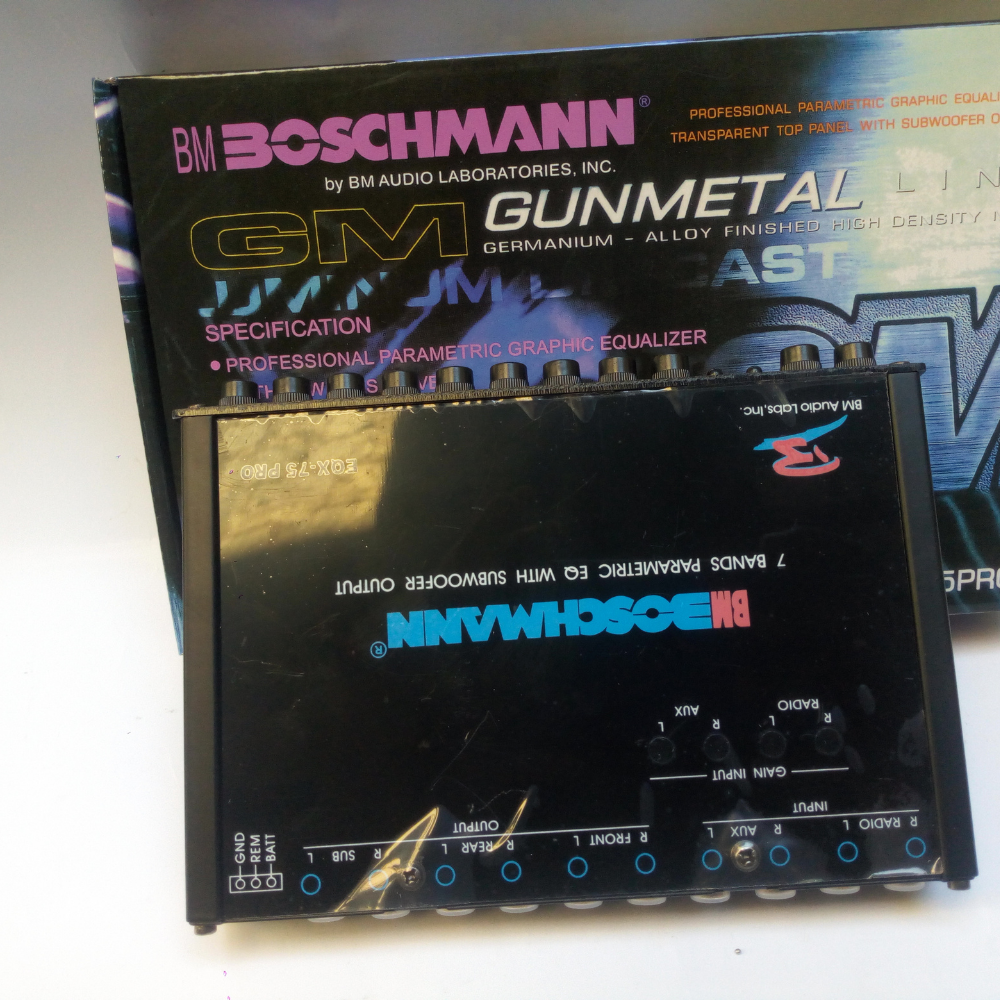 BM BOSCHMANN®
by BM AUDIO LABORATORIES, INC.
PROFESSIONAL PARAMETRIC GRAPHIC
TRANSPARENT TOP PANEL WITH SUBWOOFER
GM GUNMETAL
GERMANIUM - ALLOY FINISHED HIGH DENSITY
CAST
SPECIFICATION
• PROFESSIONAL PARAMETRIC GRAPHIC EQUALIZER
BM Audio Labs, Inc.
EQX-75 PRO
7 BANDS PARAMETRIC EQ WITH SUBWOOFER OUTPUT
BM BOSCHMANN®
RADIO AUX
R L R L
GAIN INPUT
INPUT OUTPUT
R RADIO L R AUX L R FRONT L R REAR L R SUB L
GND
REM
BATT